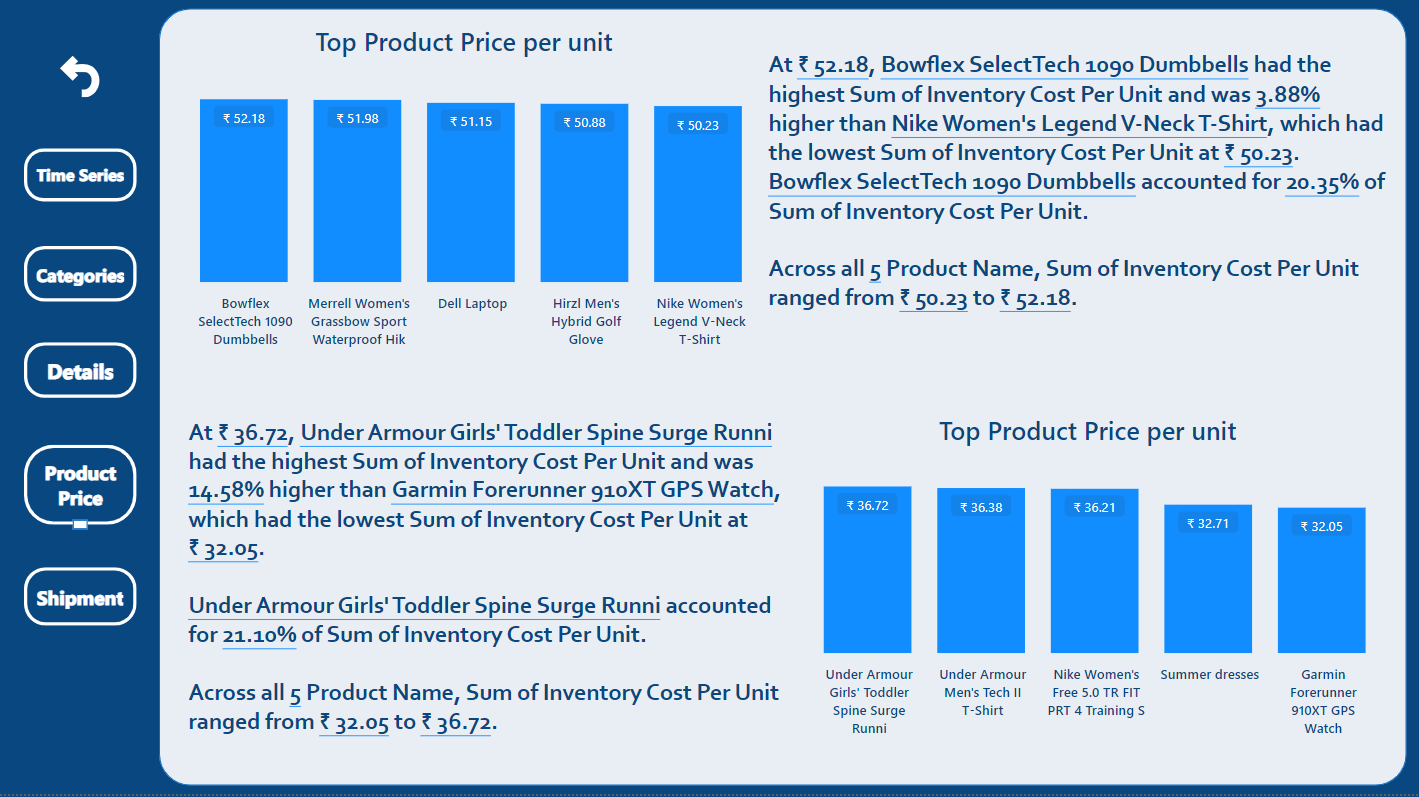 Time Series
Categories
Details
Product
Price
Shipment
Top Product Price per unit
₹ 52.18
₹ 51.98
₹ 51.15
₹ 50.88
₹ 50.23
Bowflex
SelectTech 1090
Dumbbells
Merrell Women's
Grassbow Sport
Waterproof Hik
Dell Laptop
Hirzl Men's
Hybrid Golf
Glove
Nike Women's
Legend V-Neck
T-Shirt
At ₹ 52.18, Bowflex SelectTech 1090 Dumbbells had the
highest Sum of Inventory Cost Per Unit and was 3.88%
higher than Nike Women's Legend V-Neck T-Shirt, which had
the lowest Sum of Inventory Cost Per Unit at ₹ 50.23.
Bowflex SelectTech 1090 Dumbbells accounted for 20.35% of
Sum of Inventory Cost Per Unit.
Across all 5 Product Name, Sum of Inventory Cost Per Unit
ranged from ₹ 50.23 to ₹ 52.18.
At ₹ 36.72, Under Armour Girls' Toddler Spine Surge Runni
had the highest Sum of Inventory Cost Per Unit and was
14.58% higher than Garmin Forerunner 910XT GPS Watch,
which had the lowest Sum of Inventory Cost Per Unit at
₹ 32.05.
Under Armour Girls' Toddler Spine Surge Runni accounted
for 21.10% of Sum of Inventory Cost Per Unit.
Across all 5 Product Name, Sum of Inventory Cost Per Unit
ranged from ₹ 32.05 to ₹ 36.72.
Top Product Price per unit
₹ 36.72
₹ 36.38
₹ 36.21
₹ 32.71
₹ 32.05
Under Armour
Girls' Toddler
Spine Surge
Runni
Under Armour
Men's Tech II
T-Shirt
Nike Women's
Free 5.0 TR FIT
PRT 4 Training S
Summer dresses
Garmin
Forerunner
910XT GPS
Watch